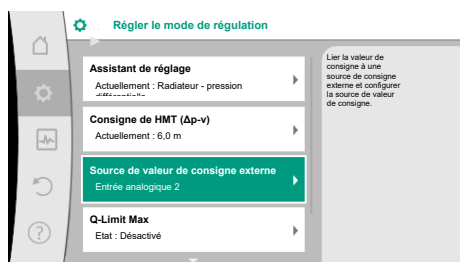 Régler le mode de régulation
Assistant de réglage
Actuellement : Radiateur - pression
différentielle
Consigne de HMT (Δp-v)
Actuellement : 6,0 m
Source de valeur de consigne externe
Entrée analogique 2
Q-Limit Max
Etat : Désactivé
Lier la valeur de
consigne à une
source de consigne
externe et configurer
la source de valeur
de consigne.